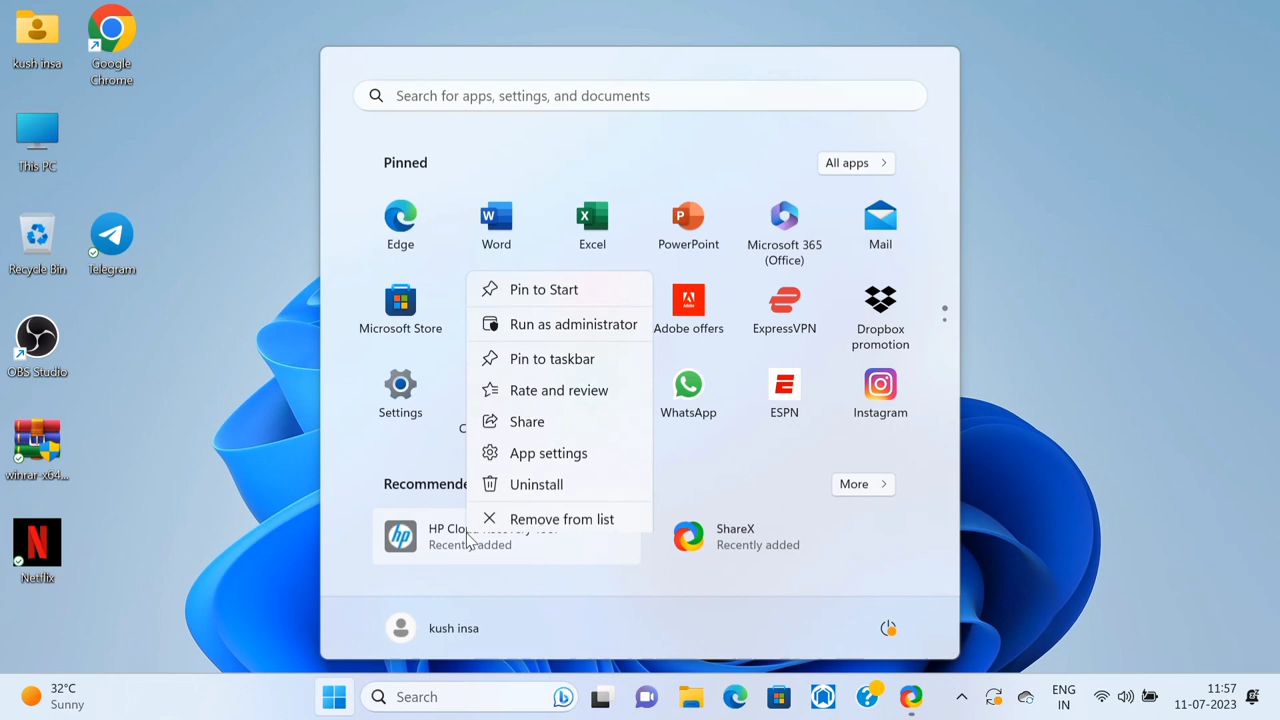 kush insa
Google
Chrome
This PC
Recycle Bin
Telegram
OBS Studio
winrar-x64...
Netflix
Search for apps, settings, and documents
Pinned
All apps
Edge
Word
Excel
PowerPoint
Microsoft 365
(Office)
Mail
Microsoft Store
Adobe offers
ExpressVPN
Dropbox
promotion
Settings
WhatsApp
ESPN
Instagram
Pin to Start
Run as administrator
Pin to taskbar
Rate and review
Share
App settings
Uninstall
Remove from list
More
HP
Recently added
ShareX
Recently added
kush insa
32°C
Sunny
Search
ENG
IN
11:57
11-07-2023